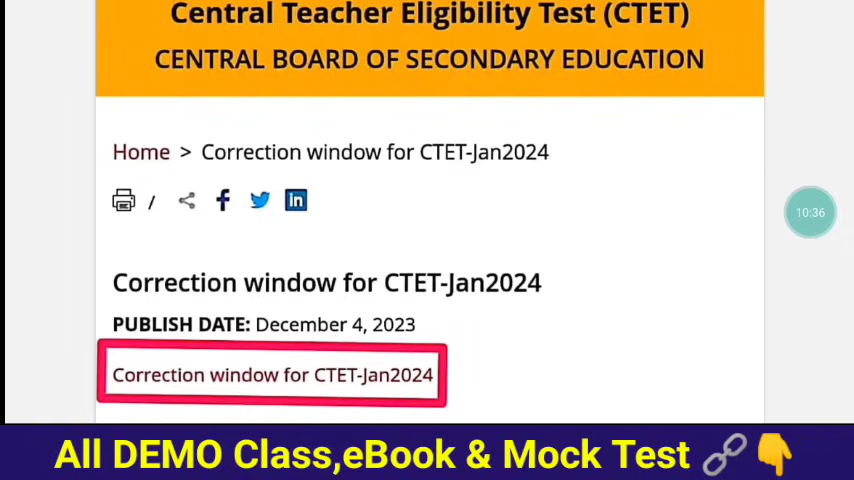 Central Teacher Eligibility Test (CTET)
CENTRAL BOARD OF SECONDARY EDUCATION
Home > Correction window for CTET-Jan2024
/
10:36
Correction window for CTET-Jan2024
PUBLISH DATE: December 4, 2023
Correction window for CTET-Jan2024
All DEMO Class,eBook & Mock Test 🔗👇